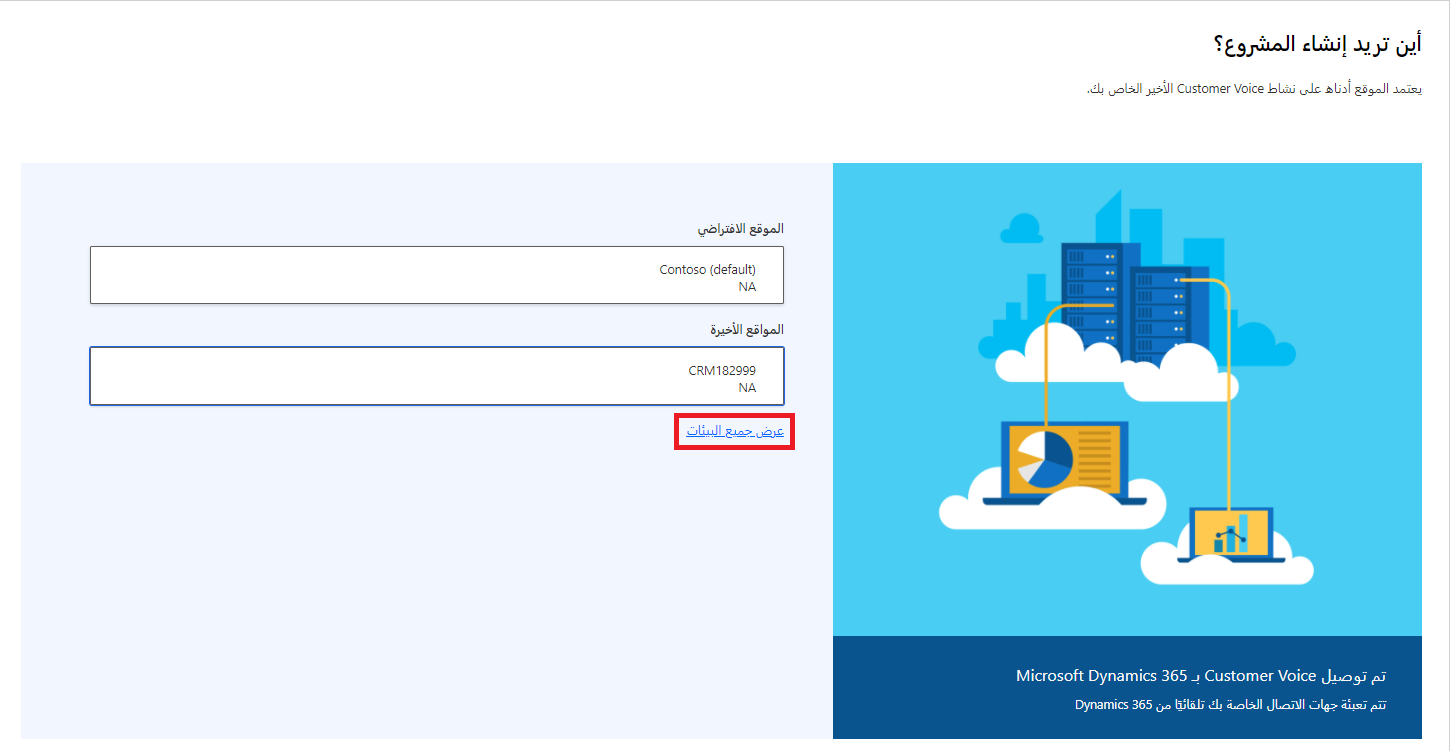 أين تريد إنشاء المشروع؟
يعتمد الموقع أدناه على نشاط Customer Voice الأخير الخاص بك.
الموقع الافتراضي
Contoso (default)
NA
المواقع الأخيرة
CRM182999
NA
عرض جميع البيئات
تم توصيل Customer Voice بـ Microsoft Dynamics 365
تتم تعبئة جهات الاتصال الخاصة بك تلقائيًا من Dynamics 365